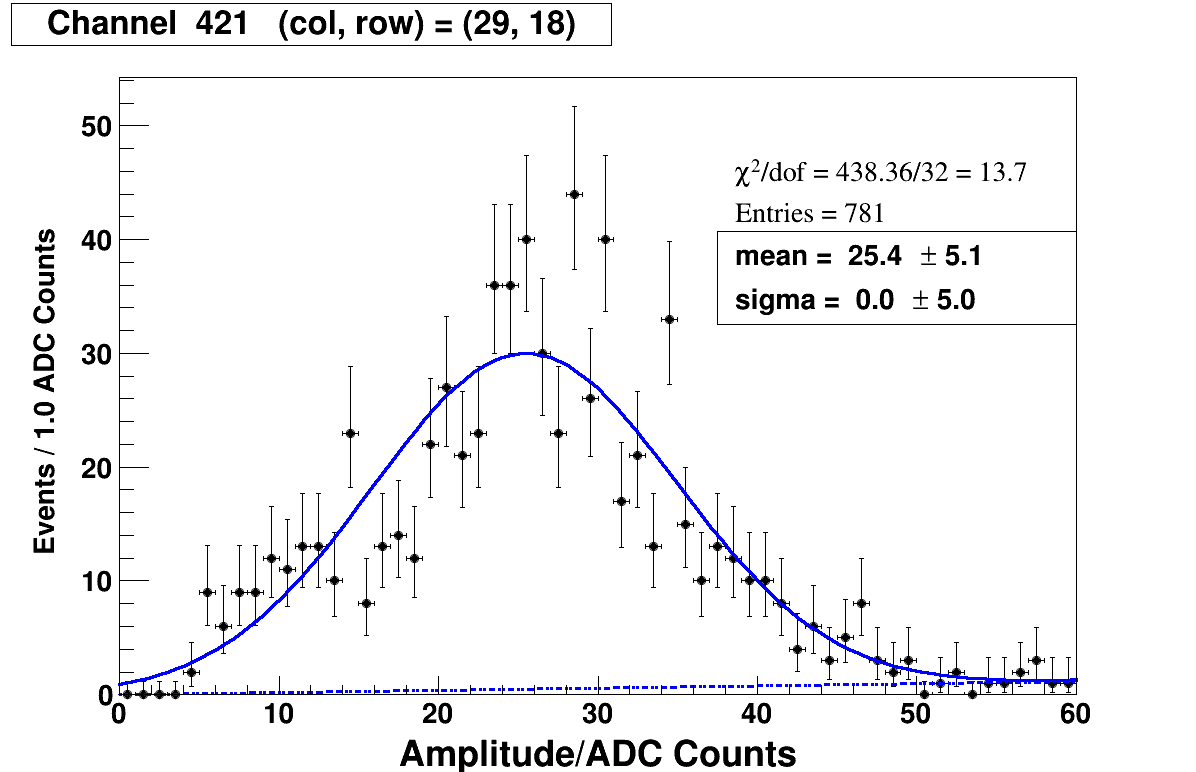 Channel 421 (col, row) = (29, 18)
χ²/dof = 438.36/32 = 13.7
Entries = 781
mean = 25.4 ± 5.1
sigma = 0.0 ± 5.0
Events / 1.0 ADC Counts
50
40
30
20
10
0
0 10 20 30 40 50 60
Amplitude/ADC Counts